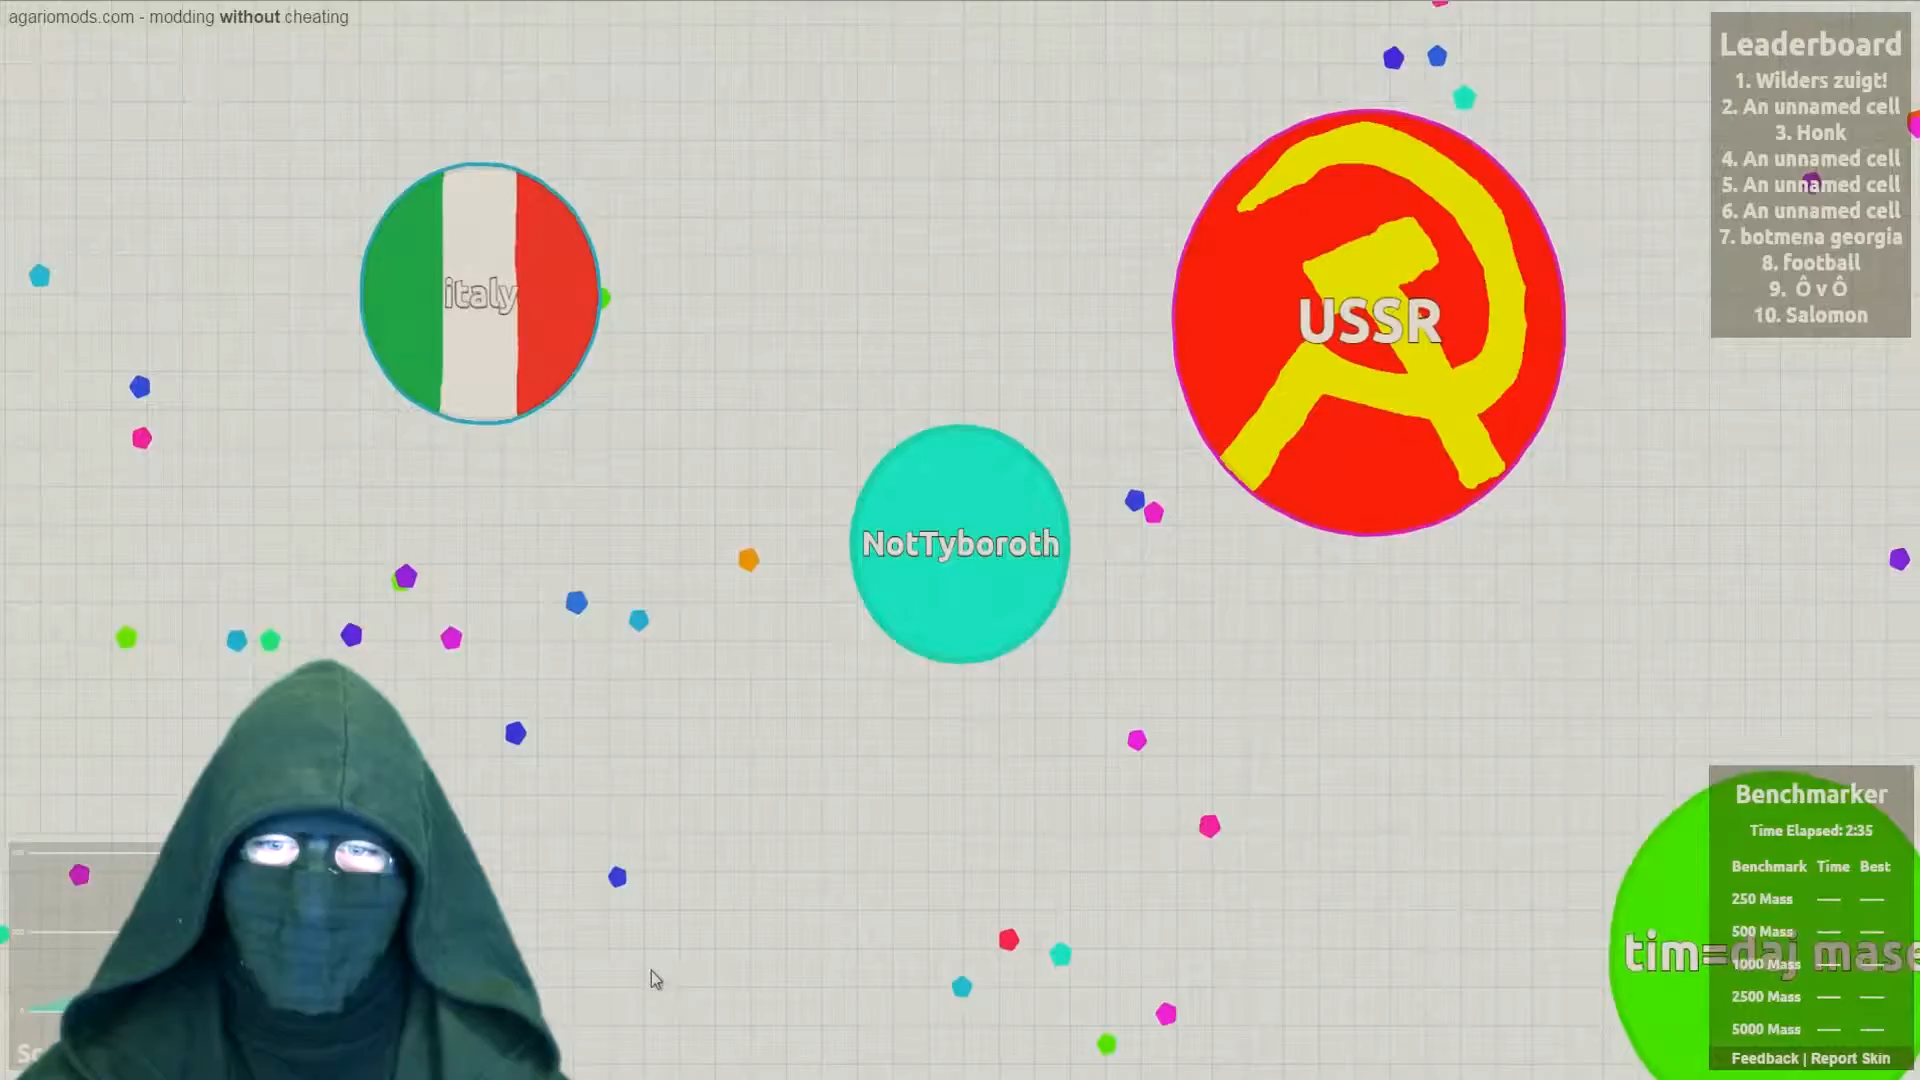 agariomods.com - modding without cheating
Leaderboard
1. Wilders zuigt!
2. An unnamed cell
3. Honk
4. An unnamed cell
5. An unnamed cell
6. An unnamed cell
7. botmena georgia
8. football
9. Ô v Ô
10. Salomon
italy
USSR
NotTyboroth
tim=daj mase
Benchmarker
Time Elapsed: 2:35
Benchmark Time Best
250 Mass — —
500 Mass — —
1000 Mass — —
2500 Mass — —
5000 Mass — —
Feedback | Report Skin